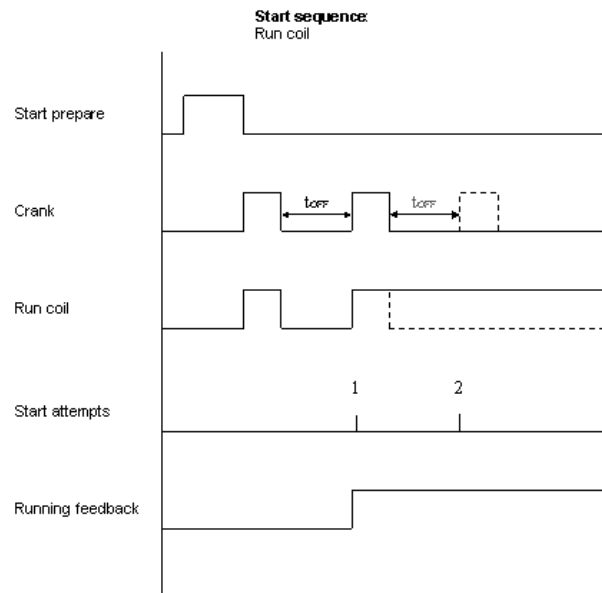 Start sequence:
Run coil
Start prepare
Crank
tOFF
tOFF
Run coil
1
2
Start attempts
Running feedback